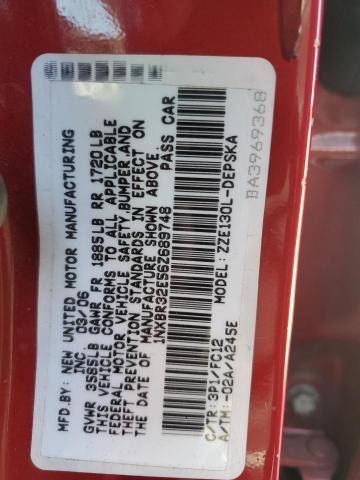 MFD. BY: NEW UNITED MOTOR MANUFACTURING
INC. 03/06
GVWR 3585LB GAWR FR 1885LB RR 1720LB
THIS VEHICLE CONFORMS TO ALL APPLICABLE
FEDERAL MOTOR VEHICLE SAFETY,BUMPER,AND
THEFT PREVENTION STANDARDS IN EFFECT ON
THE DATE OF MANUFACTURE SHOWN ABOVE.
1NXBR32E56Z689748 PASS CAR
C/TR:3P1/FC12 MODEL: ZZE130L-DEPSKA
A/TM:-02A/A245E
BA3969368